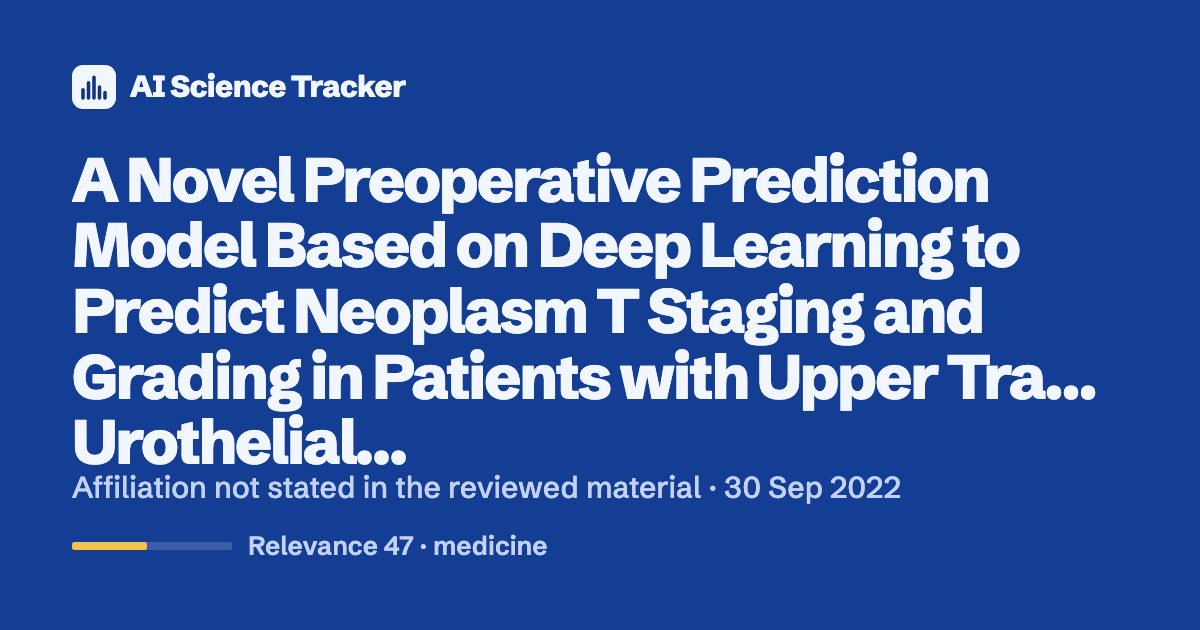 AI Science Tracker
A Novel Preoperative Prediction
Model Based on Deep Learning to
Predict Neoplasm T Staging and
Grading in Patients with Upper Tra...
Urothelial...
Affiliation not stated in the reviewed material · 30 Sep 2022
Relevance 47 · medicine